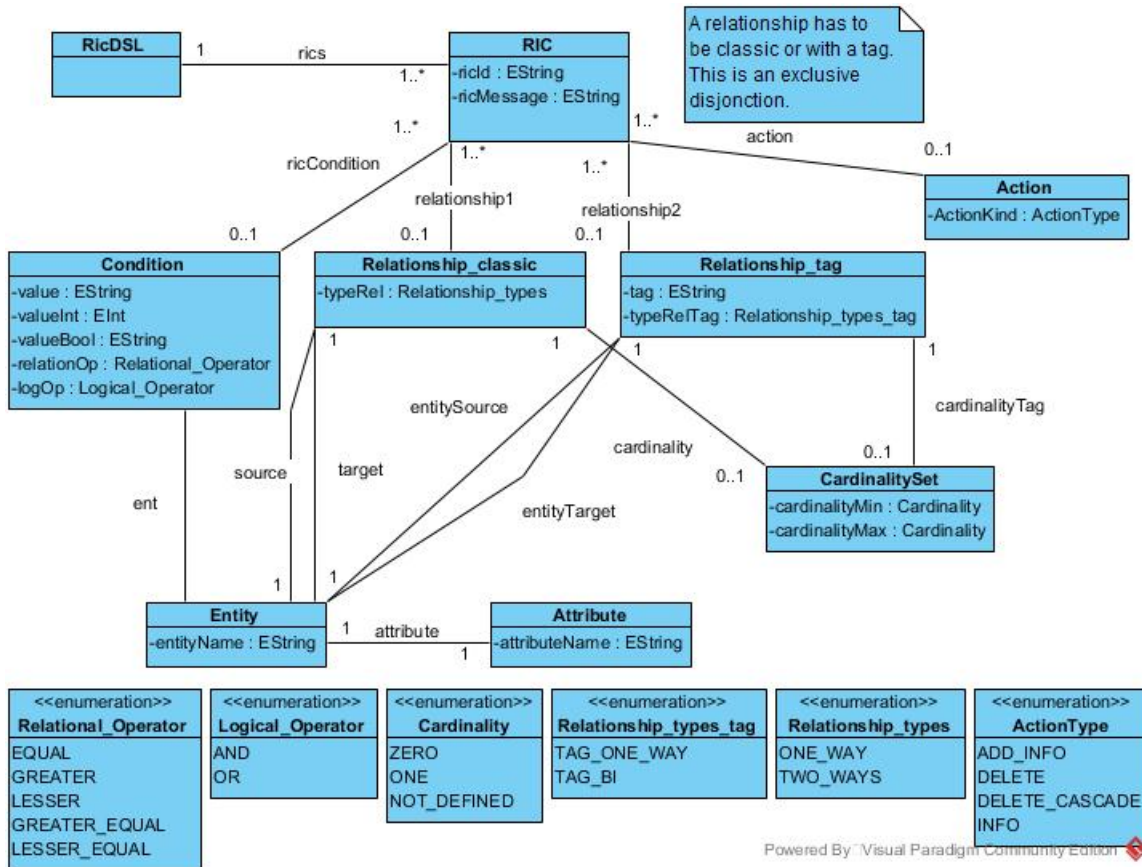 RicDSL
1
rics
1..*
RIC
-ricId : EString
-ricMessage : EString
A relationship has to
be classic or with a tag.
This is an exclusive
disjonction.
1..*
ricCondition
0..1
1..*
relationship1
0..1
1..*
relationship2
0..1
1..*
action
0..1
Action
-ActionKind : ActionType
Condition
-value : EString
-valueInt : EInt
-valueBool : EString
-relationOp : Relational_Operator
-logOp : Logical_Operator
Relationship_classic
-typeRel : Relationship_types
Relationship_tag
-tag : EString
-typeRelTag : Relationship_types_tag
1
1
1
1
entitySource
cardinalityTag
source
target
cardinality
0..1
0..1
ent
entityTarget
CardinalitySet
-cardinalityMin : Cardinality
-cardinalityMax : Cardinality
1
1
Entity
-entityName : EString
1
attribute
1
Attribute
-attributeName : EString
<<enumeration>>
Relational_Operator
EQUAL
GREATER
LESSER
GREATER_EQUAL
LESSER_EQUAL
<<enumeration>>
Logical_Operator
AND
OR
<<enumeration>>
Cardinality
ZERO
ONE
NOT_DEFINED
<<enumeration>>
Relationship_types_tag
TAG_ONE_WAY
TAG_BI
<<enumeration>>
Relationship_types
ONE_WAY
TWO_WAYS
<<enumeration>>
ActionType
ADD_INFO
DELETE
DELETE_CASCADE
INFO
Powered By Visual Paradigm Community Edition